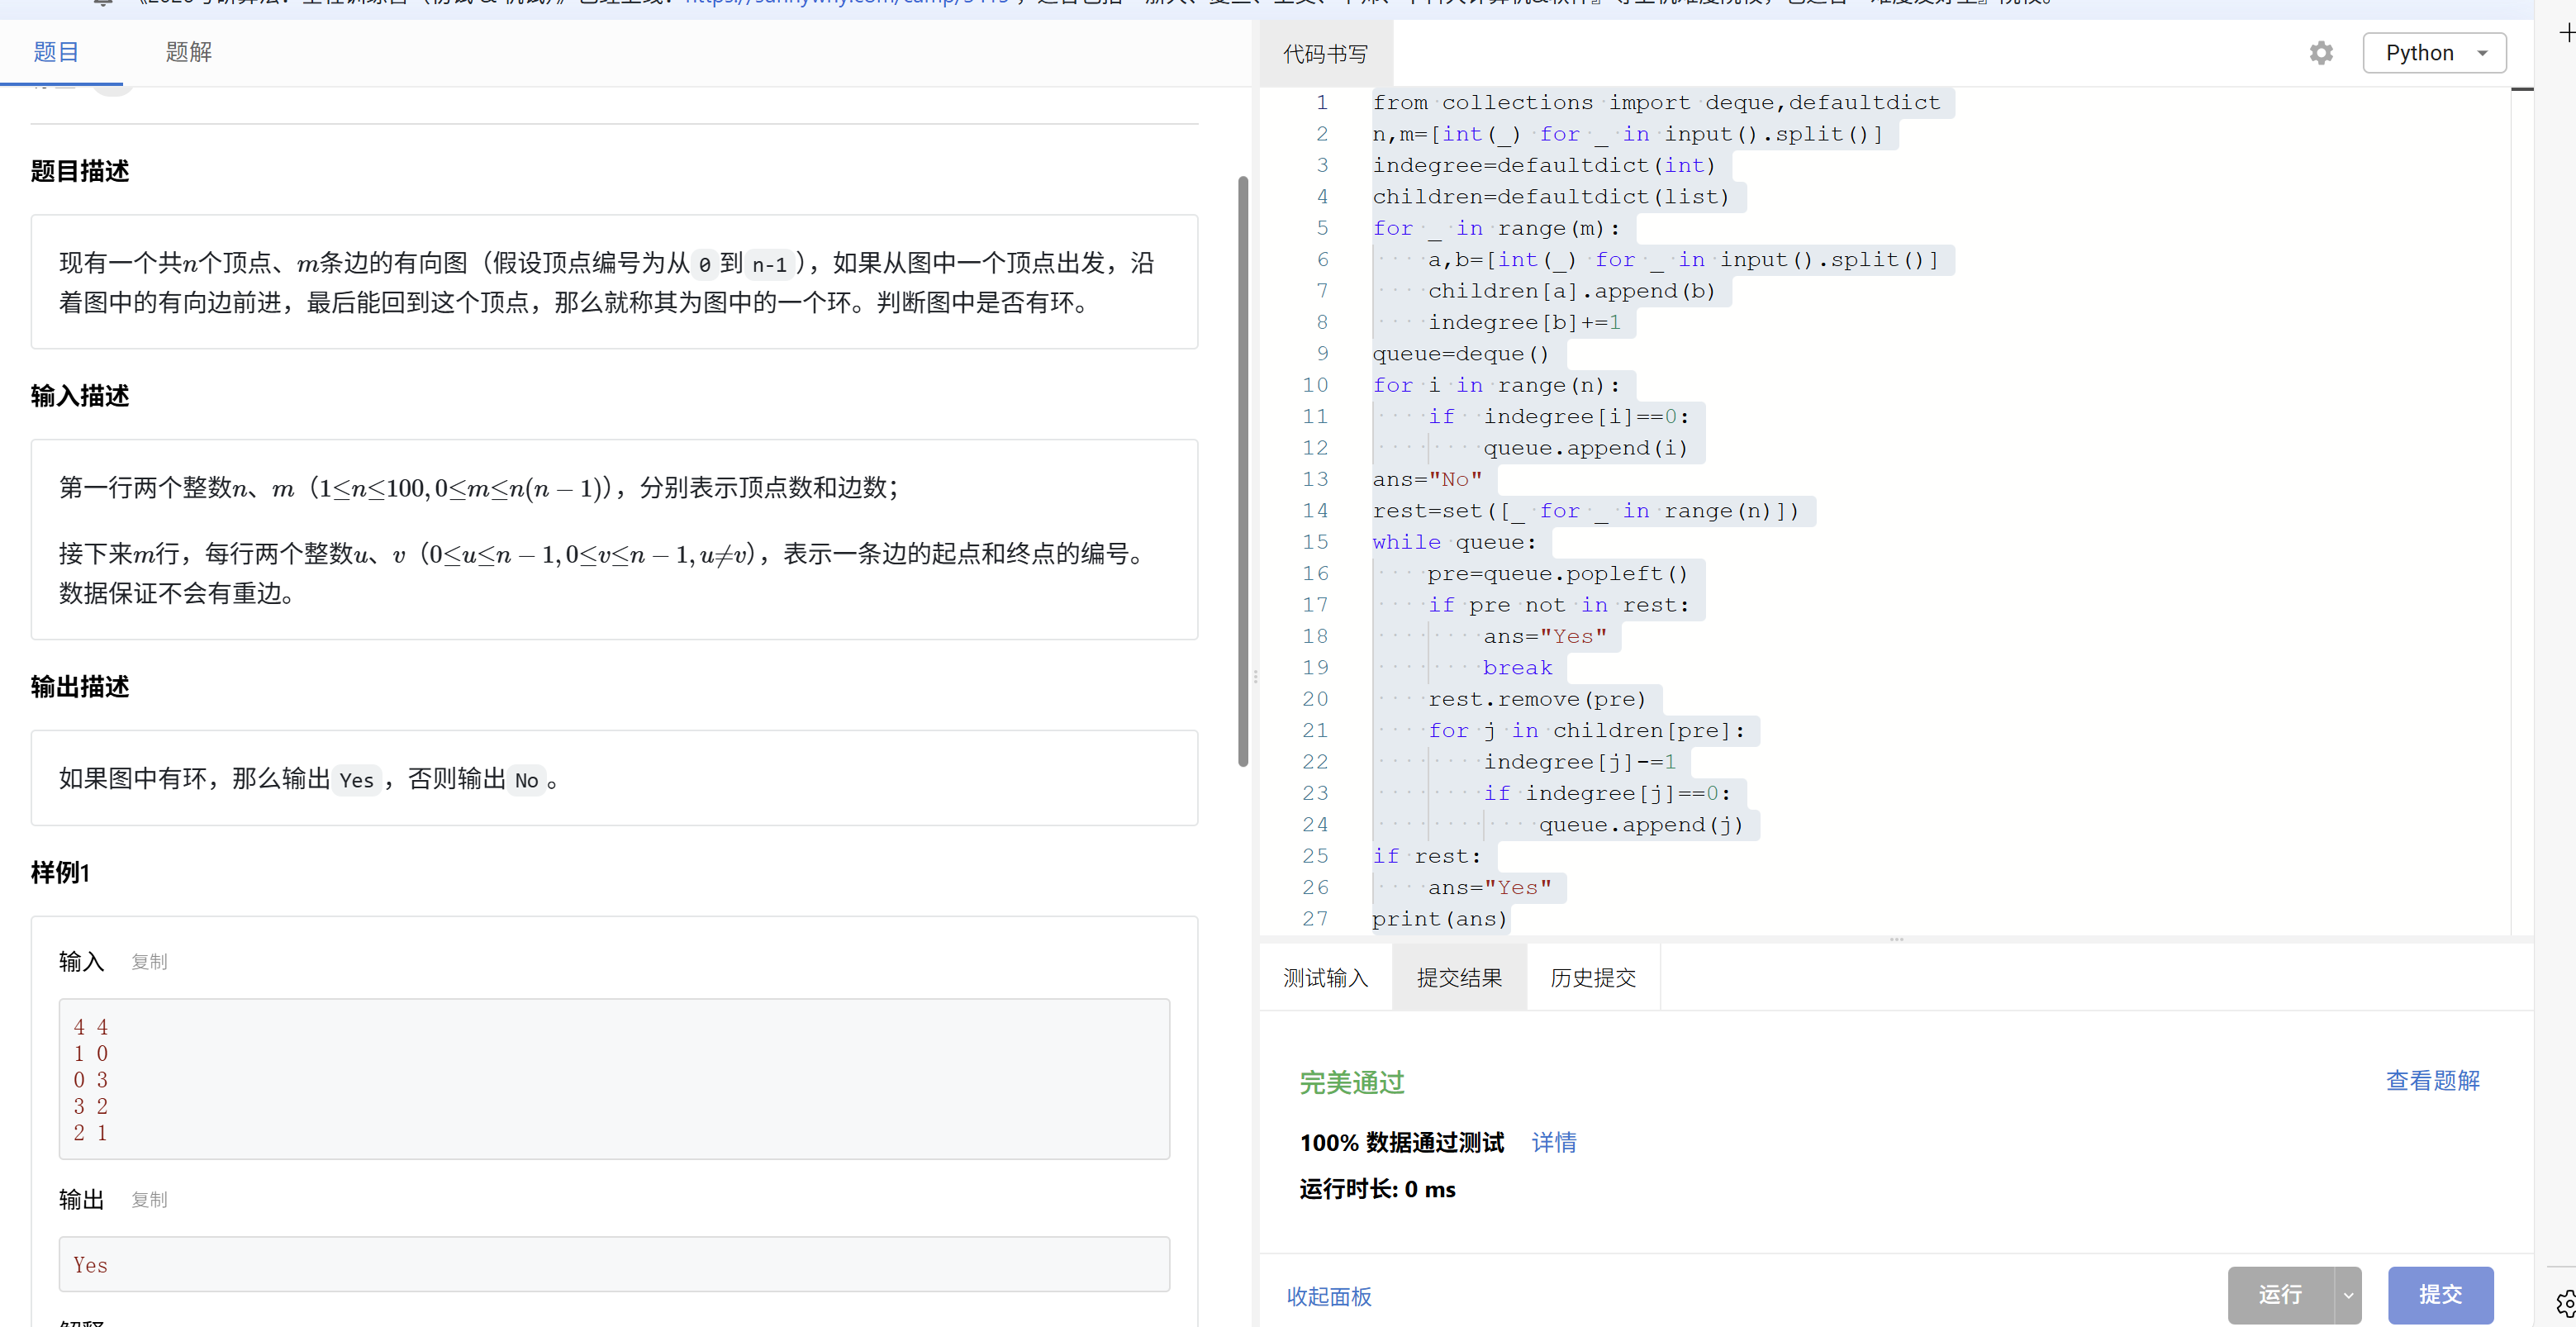 题目
题解
题目描述
现有一个共n个顶点、m条边的有向图（假设顶点编号为从0到n-1），如果从图中一个顶点出发，沿
着图中的有向边前进，最后能回到这个顶点，那么就称其为图中的一个环。判断图中是否有环。
输入描述
第一行两个整数n、m（1≤n≤100,0≤m≤n(n − 1)），分别表示顶点数和边数；
接下来m行，每行两个整数u、v（0≤u≤n − 1,0≤v≤n − 1,u≠v），表示一条边的起点和终点的编号。
数据保证不会有重边。
输出描述
如果图中有环，那么输出Yes，否则输出No。
样例1
输入 复制
4 4
1 0
0 3
3 2
2 1
输出 复制
Yes
代码书写
Python
1 from collections import deque,defaultdict
2 n,m=[int(_) for _ in input().split()]
3 indegree=defaultdict(int)
4 children=defaultdict(list)
5 for _ in range(m):
6     a,b=[int(_) for _ in input().split()]
7     children[a].append(b)
8     indegree[b]+=1
9 queue=deque()
10 for i in range(n):
11     if  indegree[i]==0:
12         queue.append(i)
13 ans="No"
14 rest=set([_ for _ in range(n)])
15 while queue:
16     pre=queue.popleft()
17     if pre not in rest:
18         ans="Yes"
19         break
20     rest.remove(pre)
21     for j in children[pre]:
22         indegree[j]-=1
23         if indegree[j]==0:
24             queue.append(j)
25 if rest:
26     ans="Yes"
27 print(ans)
测试输入
提交结果
历史提交
完美通过
查看题解
100% 数据通过测试 详情
运行时长: 0 ms
收起面板
运行
提交